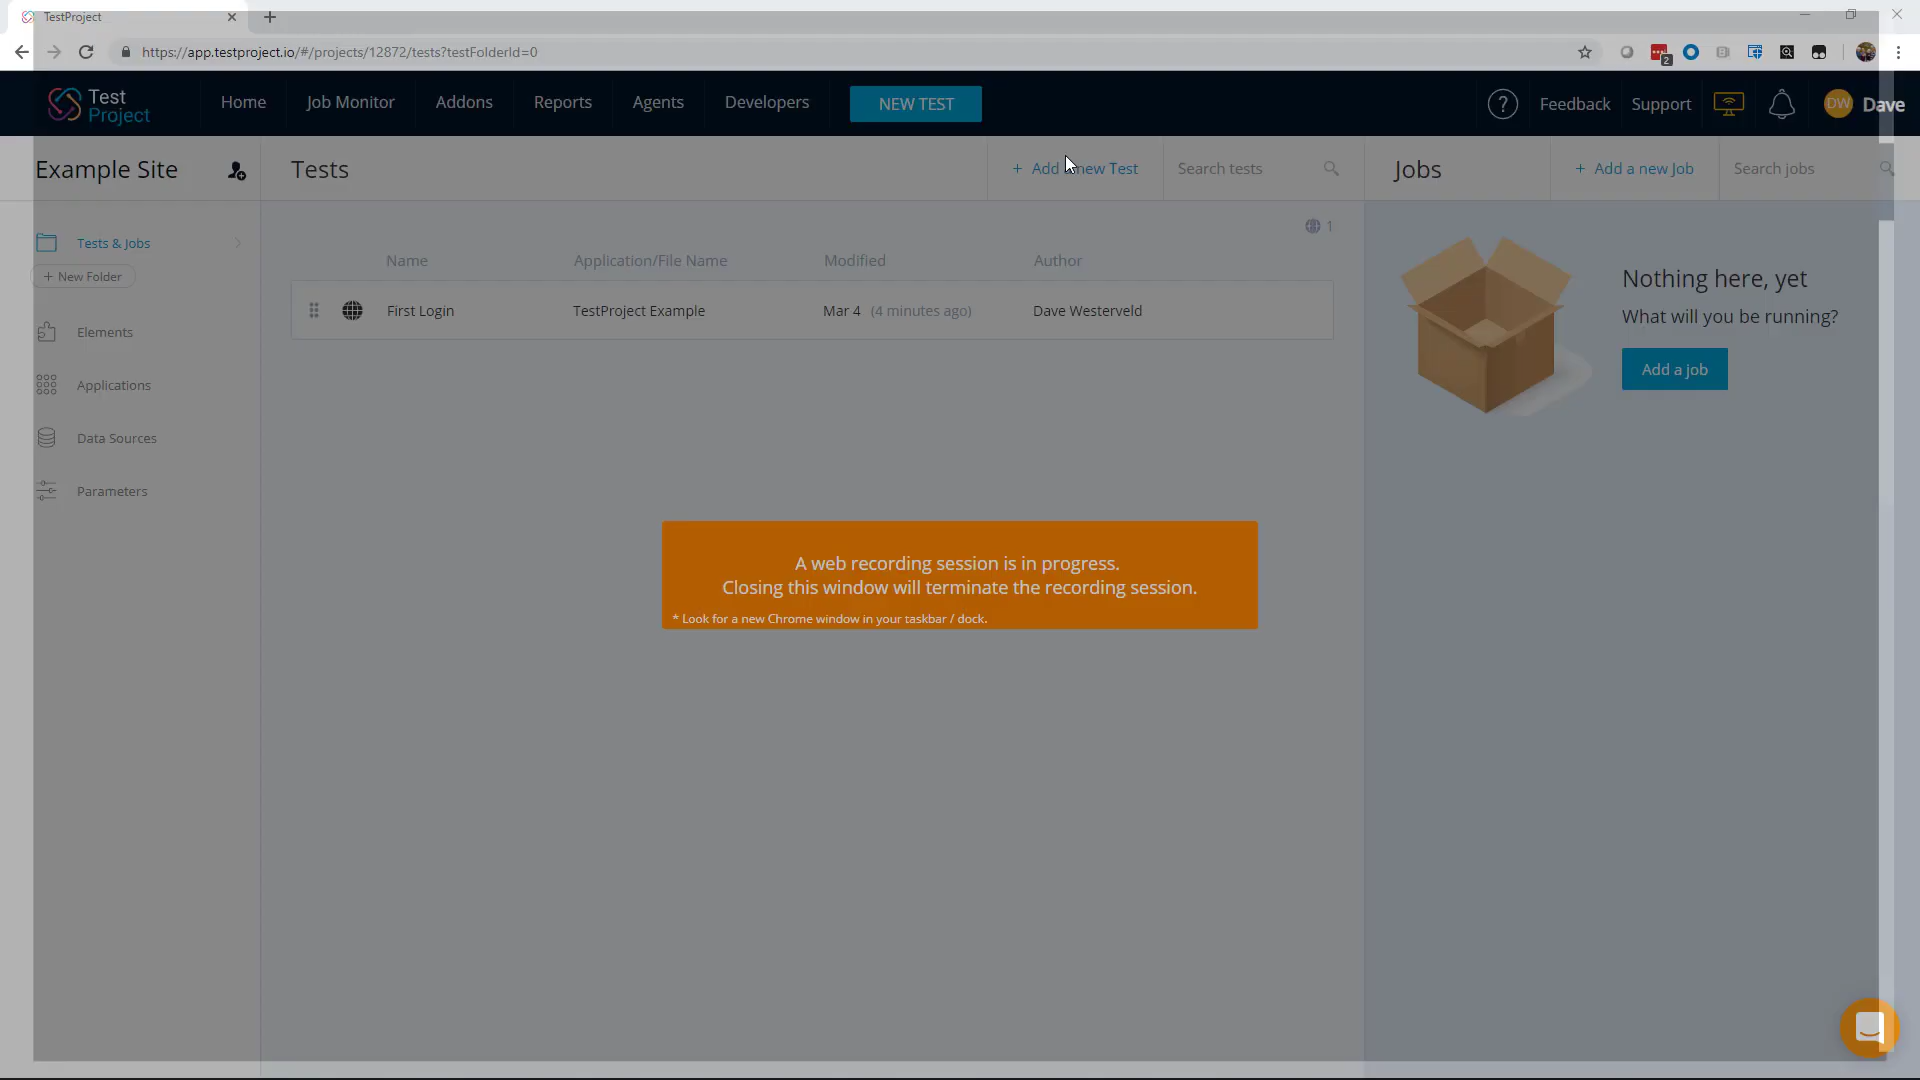 TestProject
https://app.testproject.io/#/projects/12872/tests?testFolderId=0
2
Test Project
Home
Job Monitor
Addons
Reports
Agents
Developers
NEW TEST
?
Feedback
Support
DW
Dave
Example Site
Tests
+ Add a new Test
Search tests
Jobs
+ Add a new Job
Search jobs
Tests & Jobs
+ New Folder
Elements
Applications
Data Sources
Parameters
1
Name Application/File Name Modified Author
First Login TestProject Example Mar 4 (4 minutes ago) Dave Westerveld
Nothing here, yet
What will you be running?
Add a job
A web recording session is in progress.
Closing this window will terminate the recording session.
* Look for a new Chrome window in your taskbar / dock.